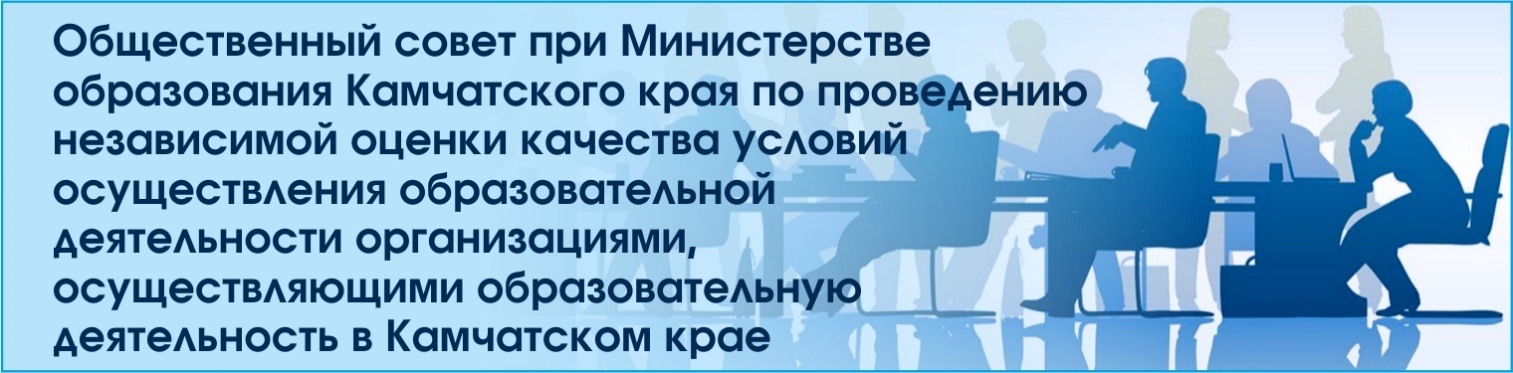 Общественный совет при Министерстве
образования Камчатского края по проведению
независимой оценки качества условий
осуществления образовательной
деятельности организациями,
осуществляющими образовательную
деятельность в Камчатском крае